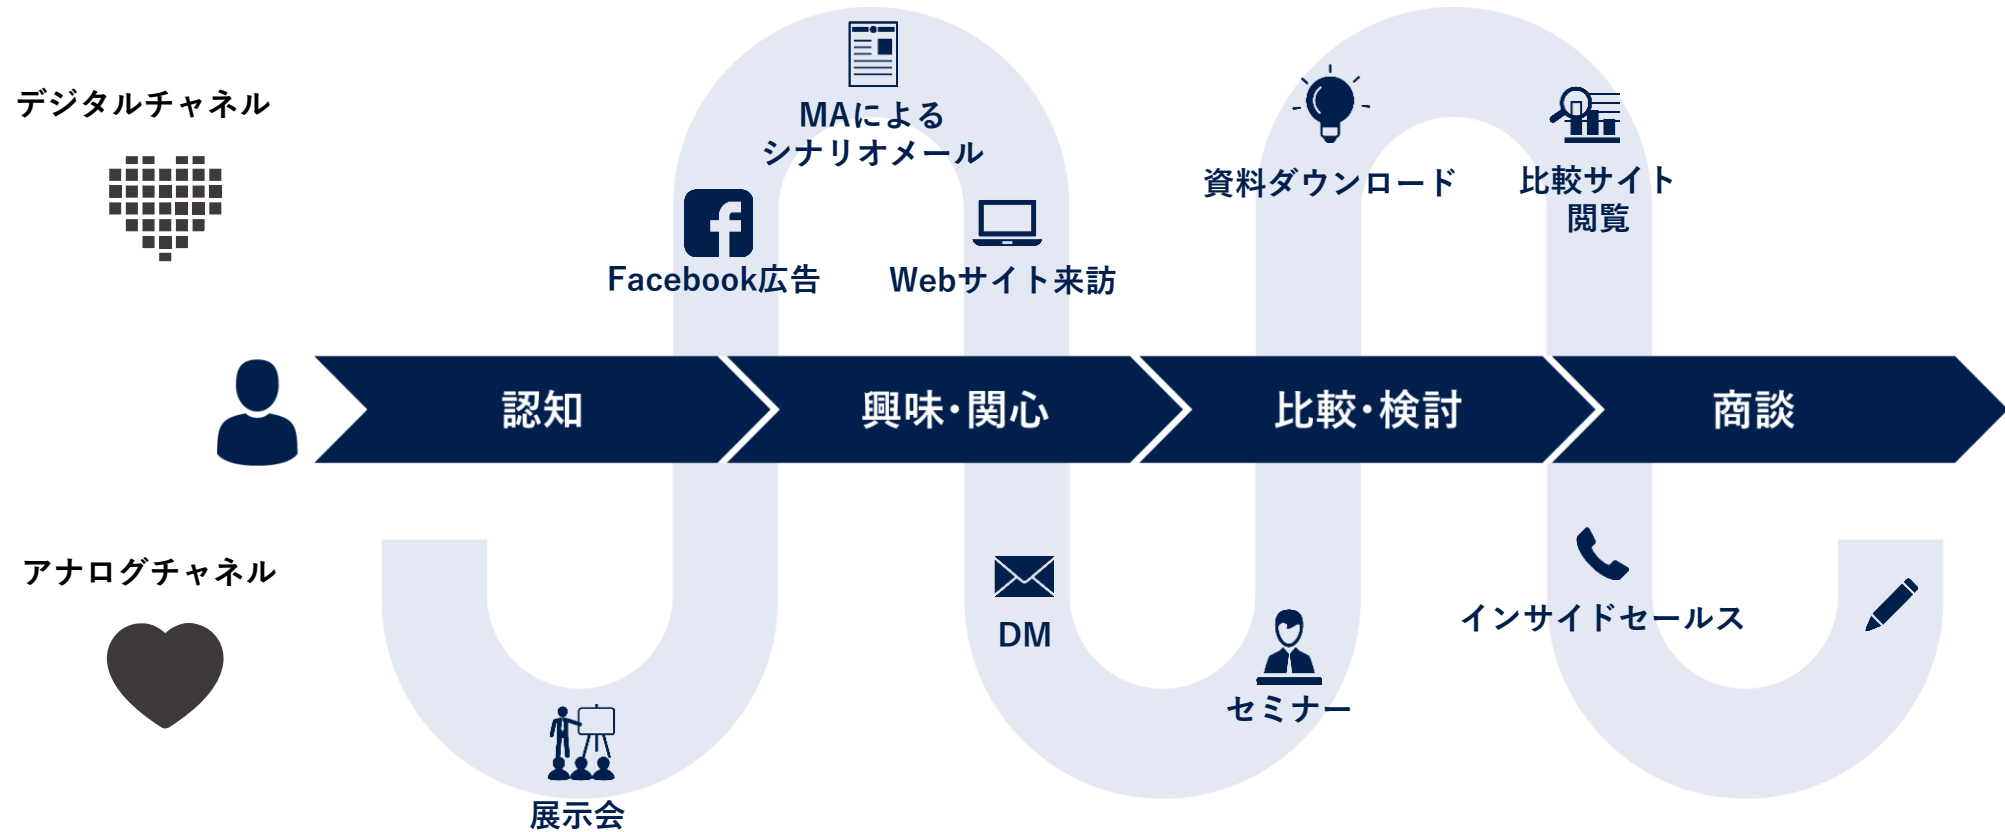 デジタルチャネル
MAによる
シナリオメール
Facebook広告
Webサイト来訪
資料ダウンロード
比較サイト
閲覧
認知
興味・関心
比較・検討
商談
アナログチャネル
展示会
DM
セミナー
インサイドセールス